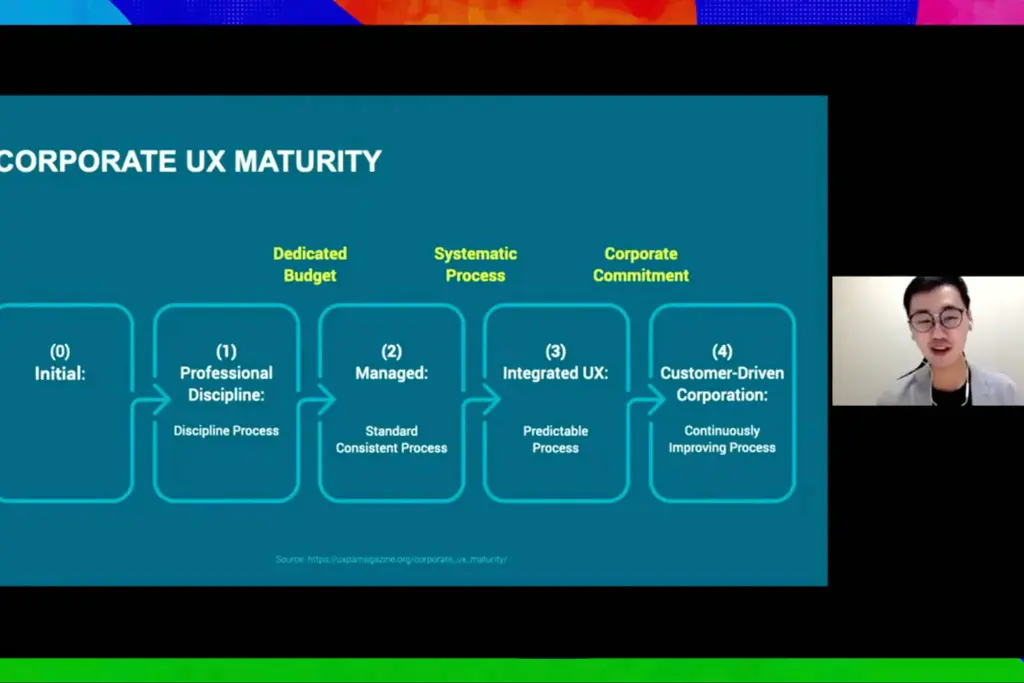 CORPORATE UX MATURITY
Dedicated
Budget
Systematic
Process
Corporate
Commitment
(0)
Initial:
(1)
Professional
Discipline:
Discipline Process
(2)
Managed:
Standard
Consistent Process
(3)
Integrated UX:
Predictable
Process
(4)
Customer-Driven
Corporation:
Continuously
Improving Process
Source: https://uxpamagazine.org/corporate_ux_maturity/